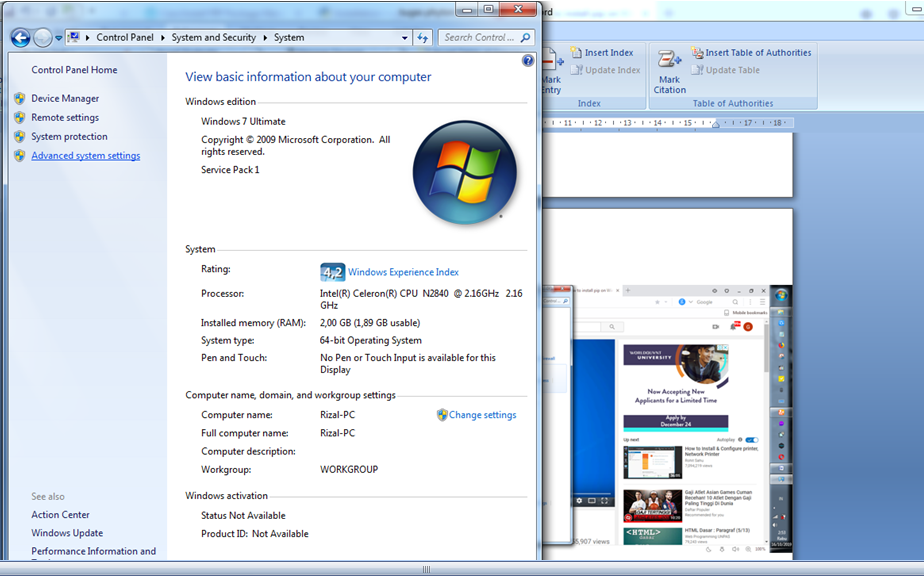 rd
Control Panel
System and Security
System
Search Control ...
Control Panel Home
Device Manager
Remote settings
System protection
Advanced system settings
See also
Action Center
Windows Update
Performance Information and
View basic information about your computer
Windows edition
Windows 7 Ultimate
Copyright © 2009 Microsoft Corporation. All
rights reserved.
Service Pack 1
System
Rating:
4,2 Windows Experience Index
Processor:
Intel(R) Celeron(R) CPU N2840 @ 2.16GHz 2.16
GHz
Installed memory (RAM):
2,00 GB (1,89 GB usable)
System type:
64-bit Operating System
Pen and Touch:
No Pen or Touch Input is available for this
Display
Computer name, domain, and workgroup settings
Computer name:
Rizal-PC
Change settings
Full computer name:
Rizal-PC
Computer description:
Workgroup:
WORKGROUP
Windows activation
Status Not Available
Product ID: Not Available
Insert Index
Update Index
Index
Mark
Citation
Insert Table of Authorities
Update Table
Table of Authorities
11 12 13 14 15 17 18
Google
Mobile bookmarks
WORLDQUANT
UNIVERSITY
Now Accepting New
Applicants for a Limited Time
Apply by
December 24
Up next
Autoplay
How to Install & Configure printer,
Network Printer
Gaji Atlet Asian Games Cuman
Recehan! 10 Atlet Dengan Gaji
Paling Tinggi Di Dunia
Recommended for you
HTML Dasar : Paragraf (5/13)
Web Programming UNPAS
<HTML>
DASAR
100%